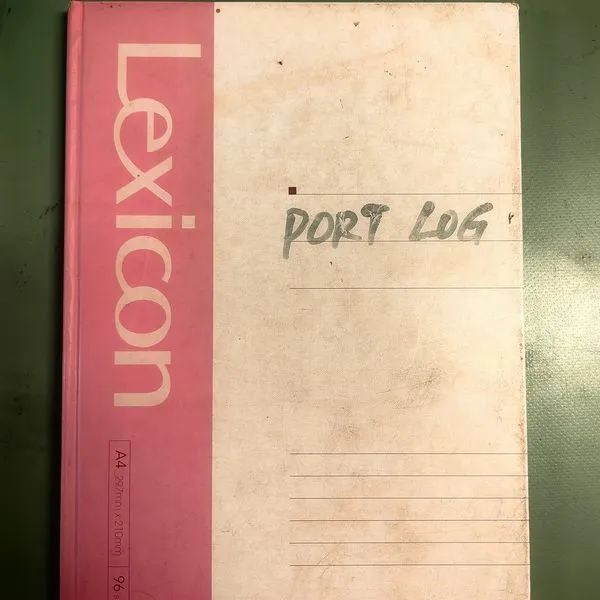 Lexicon
PORT LOG
A4 297mm x 210mm
96